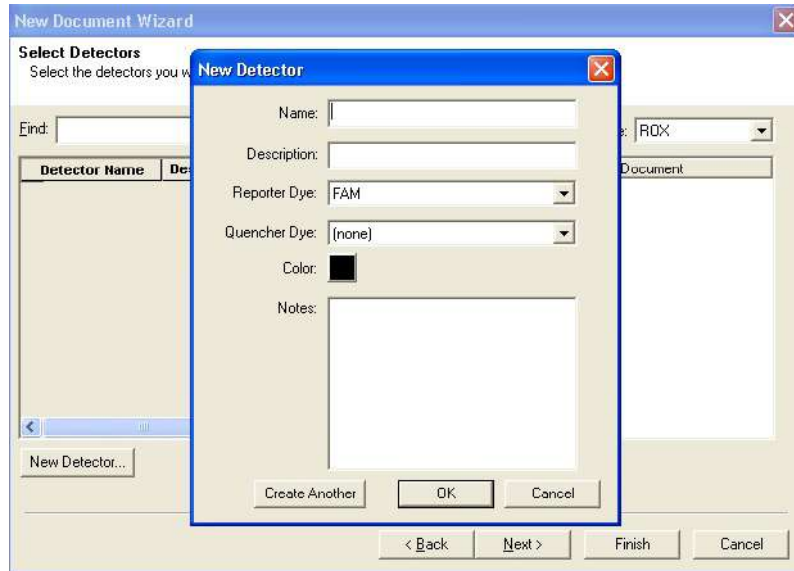 New Document Wizard
Select Detectors
Select the detectors you w
New Detector
Name:
Find:
ROX
Description:
Detector Name
Des
Document
Reporter Dye: FAM
Quencher Dye: (none)
Color:
Notes:
New Detector...
Create Another
OK
Cancel
< Back
Next >
Finish
Cancel